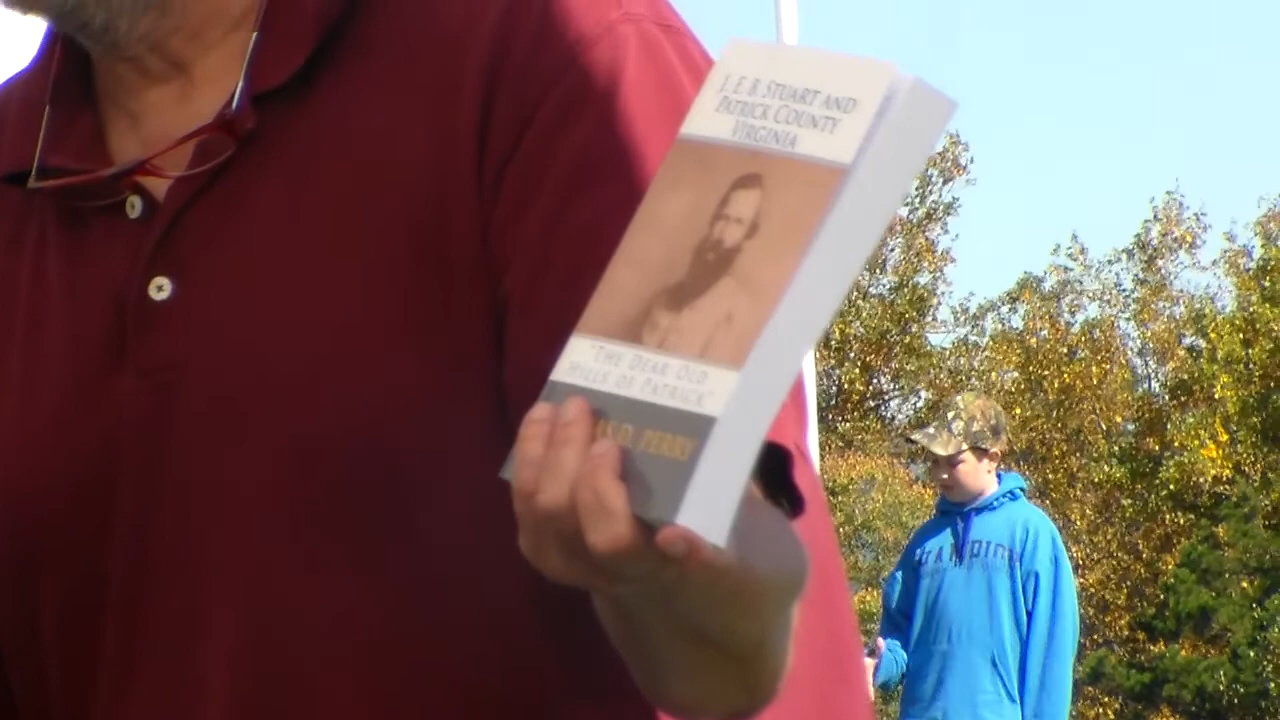 J. E. B. STUART AND
PATRICK COUNTY
VIRGINIA
"THE DEAR OLD
HILLS OF PATRICK"
D. PERRY